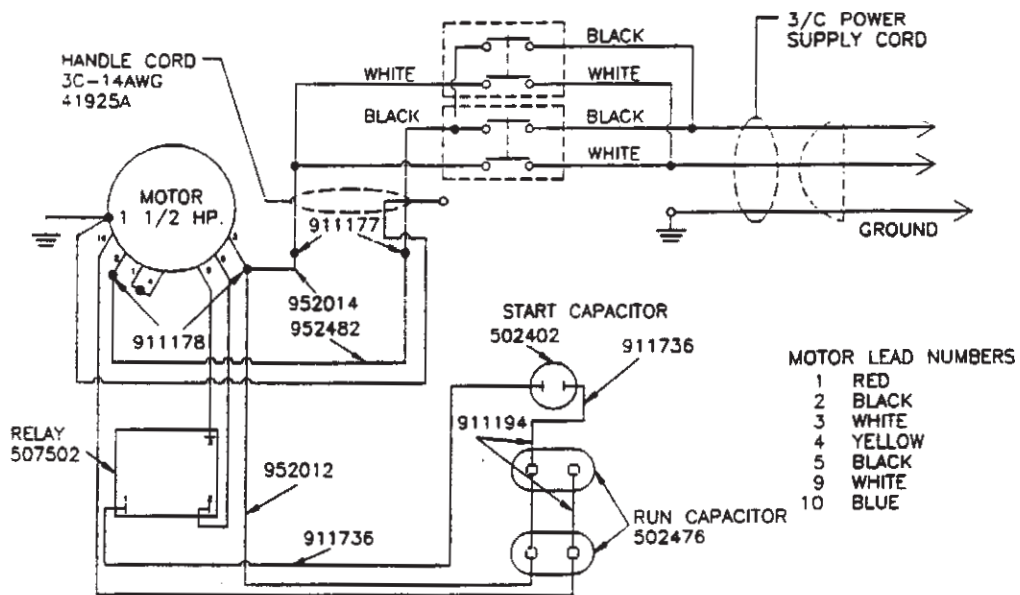 HANDLE CORD
3C-14AWG
41925A
BLACK
3/C POWER
SUPPLY CORD
WHITE
WHITE
BLACK
BLACK
WHITE
MOTOR
1 1/2 HP.
GROUND
911177
952014
952482
911178
START CAPACITOR
502402
911736
911194
MOTOR LEAD NUMBERS
1 RED
2 BLACK
3 WHITE
4 YELLOW
5 BLACK
9 WHITE
10 BLUE
RELAY
507502
952012
911736
RUN CAPACITOR
502476